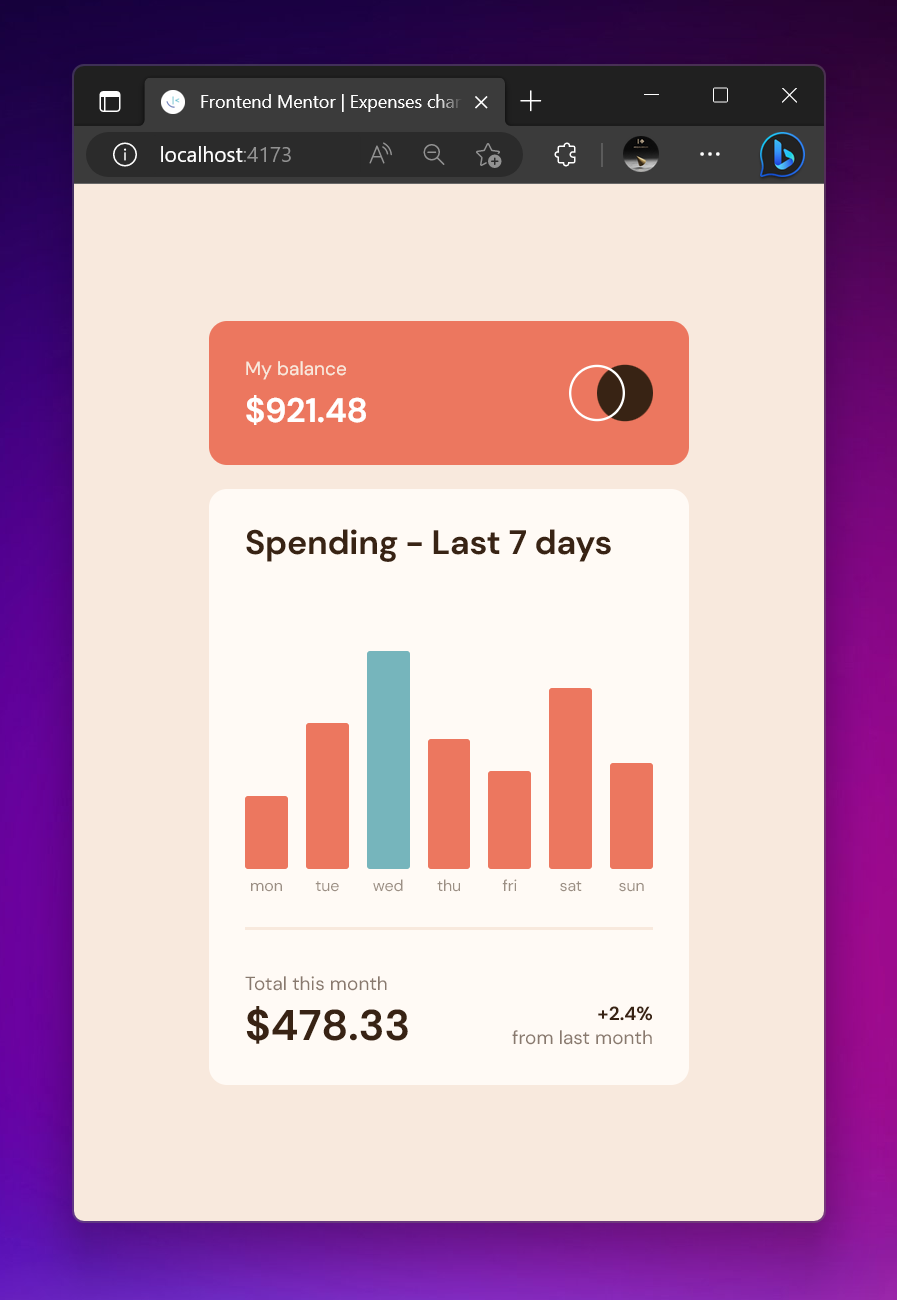 Frontend Mentor | Expenses char
localhost:4173
My balance
$921.48
Spending - Last 7 days
mon tue wed thu fri sat sun
Total this month
$478.33
+2.4%
from last month